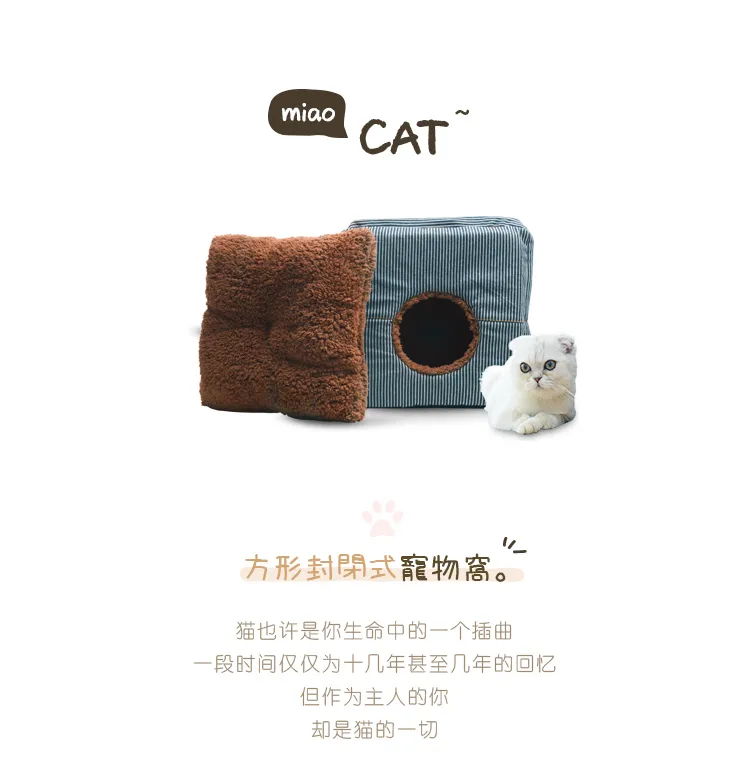 miao
CAT~
方形封閉式寵物窩。
猫也许是你生命中的一个插曲
一段时间仅仅为十几年甚至几年的回忆
但作为主人的你
却是猫的一切